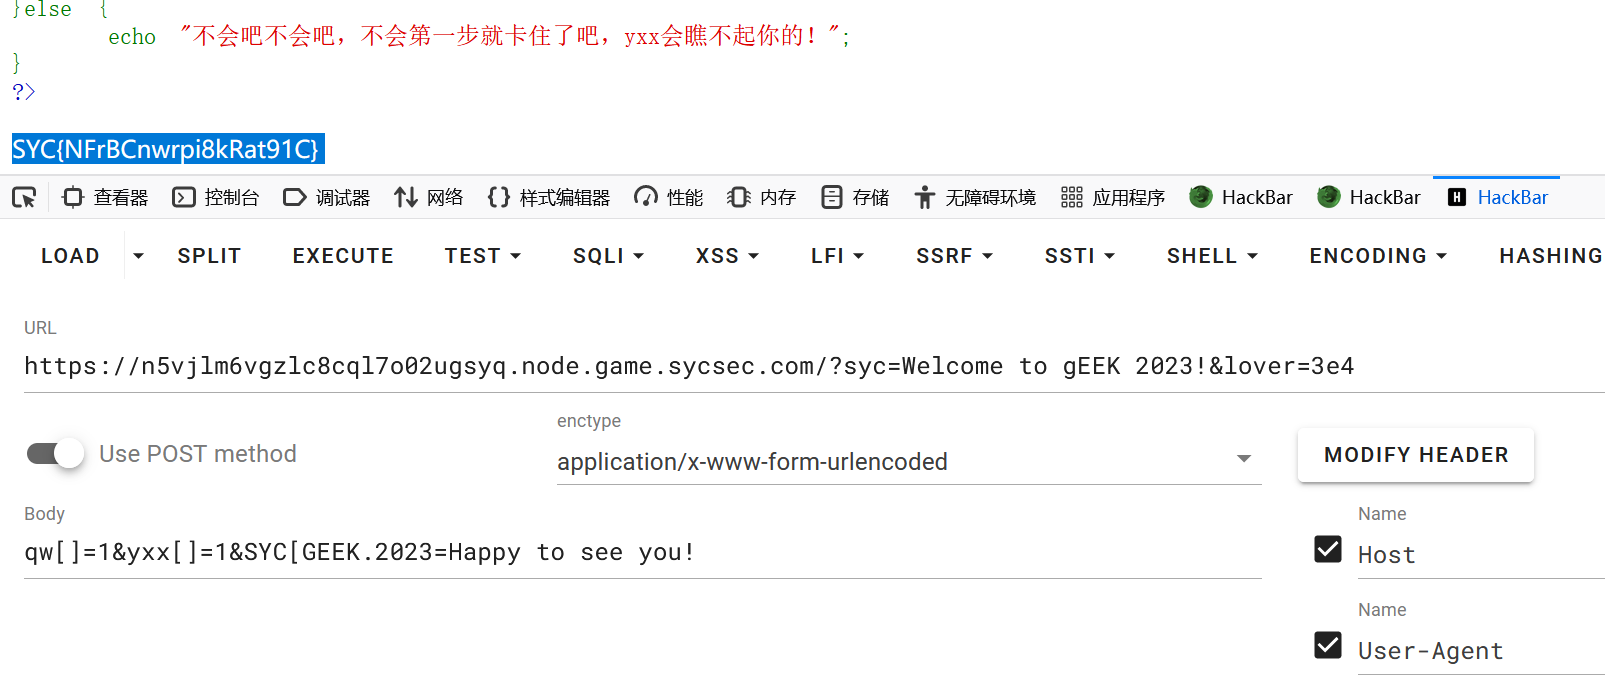 }else {
echo "不会吧不会吧，不会第一步就卡住了吧，yxx会瞧不起你的！";
}
?>
SYC{NFrBCnwrpi8kRat91C}
查看器 控制台 调试器 网络 样式编辑器 性能 内存 存储 无障碍环境 应用程序 HackBar HackBar H HackBar
LOAD SPLIT EXECUTE TEST SQLI XSS LFI SSRF SSTI SHELL ENCODING HASHING
URL
https://n5vjlm6vgzlc8cql7o02ugsyq.node.game.sycsec.com/?syc=Welcome to gEEK 2023!&lover=3e4
enctype
Use POST method application/x-www-form-urlencoded MODIFY HEADER
Body Name
qw[]=1&yxx[]=1&SYC[GEEK.2023=Happy to see you! Host
Name
User-Agent